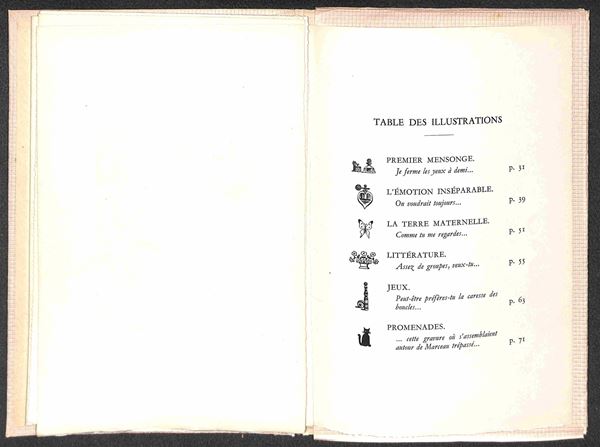 TABLE DES ILLUSTRATIONS
PREMIER MENSONGE.
Je ferme les yeux à demi... p. 31
L'ÉMOTION INSÉPARABLE.
On voudrait toujours... p. 39
LA TERRE MATERNELLE.
Comme tu me regardes... p. 51
LITTÉRATURE.
Assez de groupes, veux-tu... p. 55
JEUX.
Peut-être préfères-tu la caresse des
boucles... p. 63
PROMENADES.
... cette gravure où s'assemblaient
autour de Marceau trépassé... p. 71